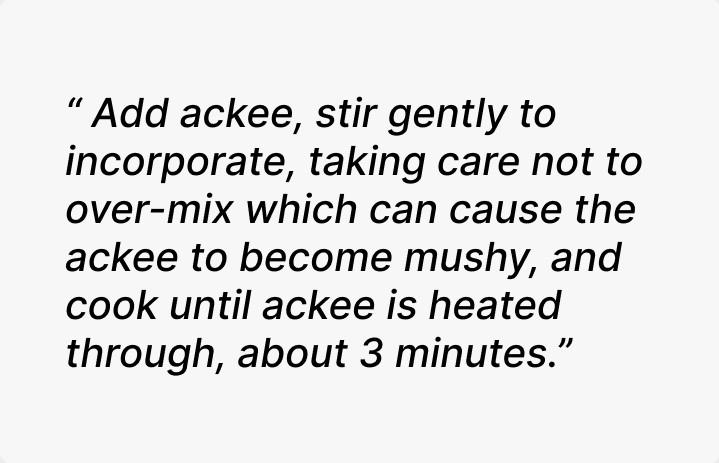 “ Add ackee, stir gently to
incorporate, taking care not to
over-mix which can cause the
ackee to become mushy, and
cook until ackee is heated
through, about 3 minutes.”